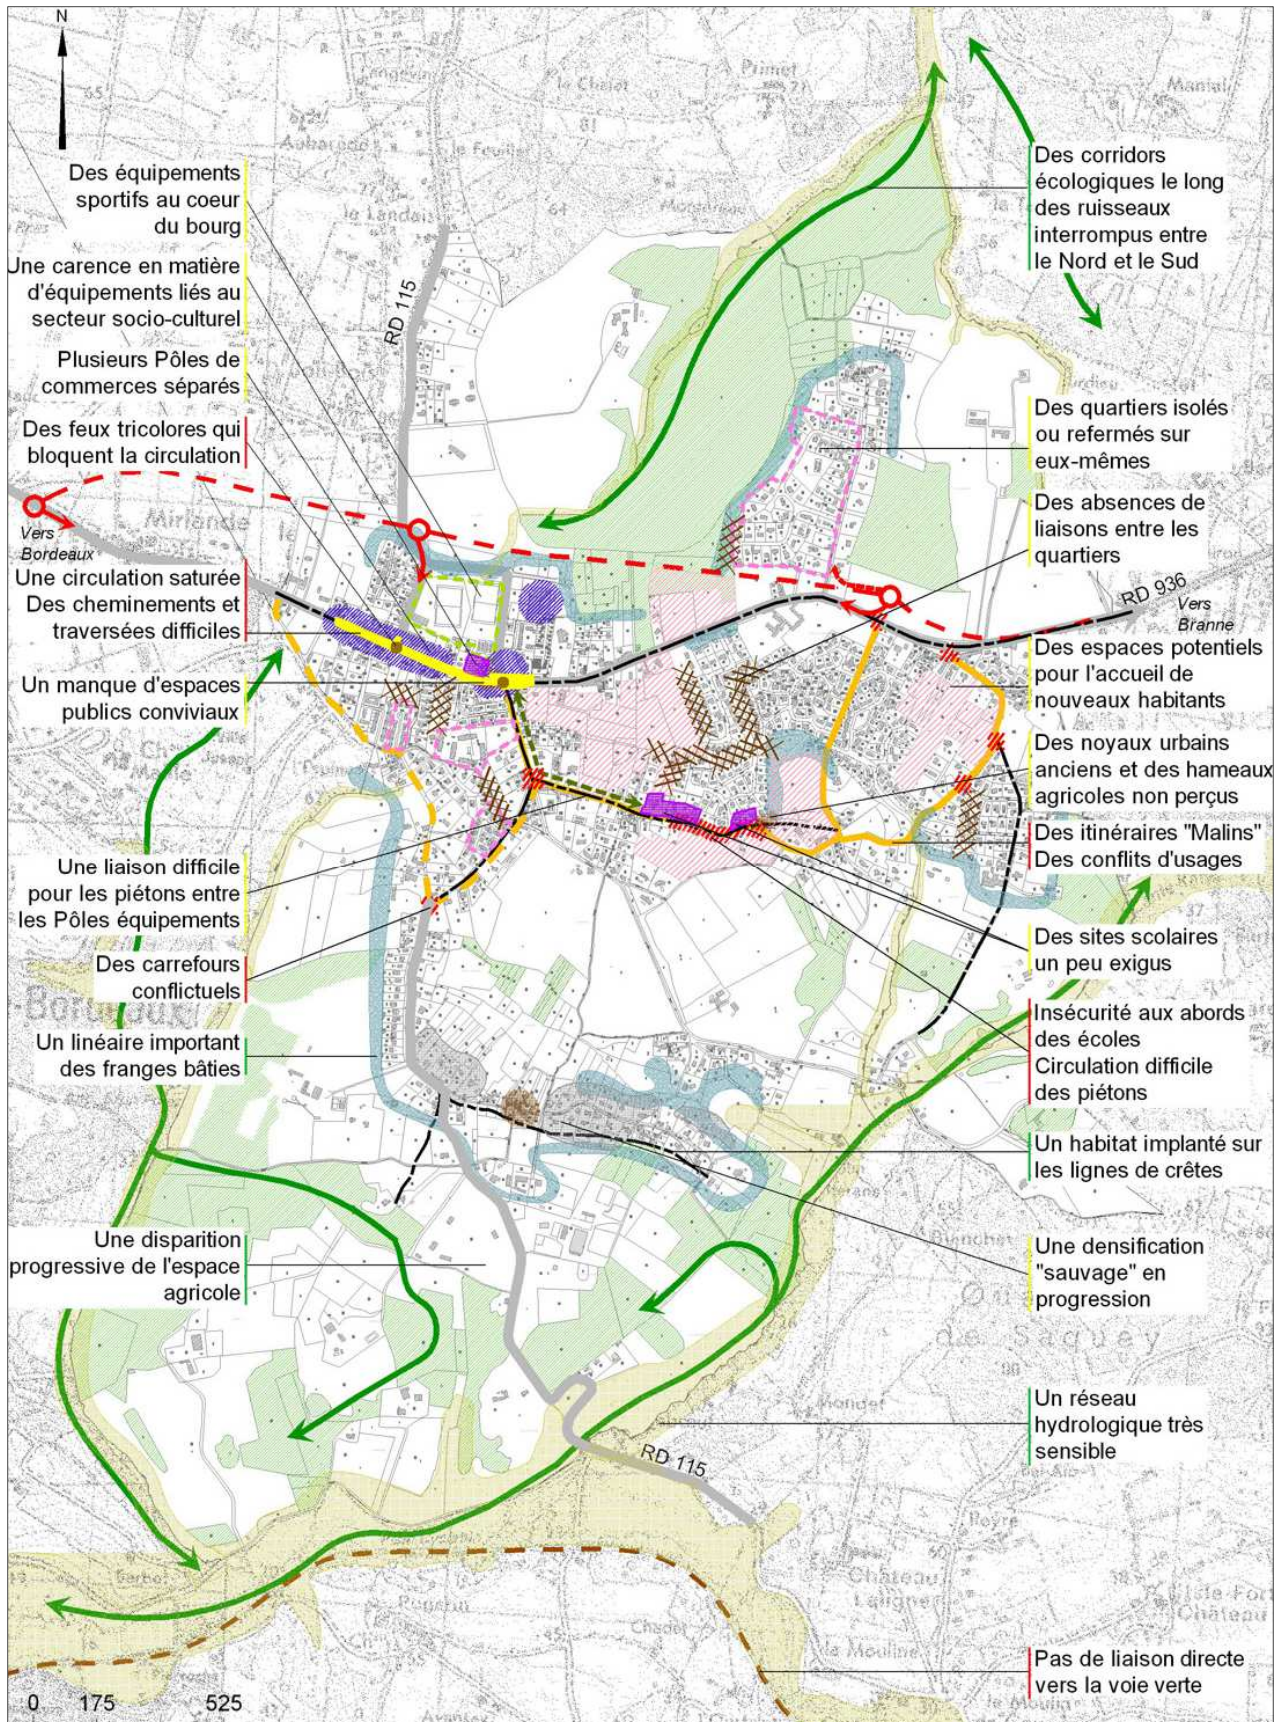 N
Des équipements
sportifs au coeur
du bourg
Une carence en matière
d'équipements liés au
secteur socio-culturel
Plusieurs Pôles de
commerces séparés
Des feux tricolores qui
bloquent la circulation
Mirlande
Vers
Bordeaux
Une circulation saturée
Des cheminements et
traversées difficiles
Un manque d'espaces
publics conviviaux
Une liaison difficile
pour les piétons entre
les Pôles équipements
Des carrefours
conflictuels
Un linéaire important
des franges bâties
Une disparition
progressive de l'espace
agricole
0 175 525
RD 115
RD 936
Vers
Branne
RD 115
Des corridors
écologiques le long
des ruisseaux
interrompus entre
le Nord et le Sud
Des quartiers isolés
ou refermés sur
eux-mêmes
Des absences de
liaisons entre les
quartiers
Des espaces potentiels
pour l'accueil de
nouveaux habitants
Des noyaux urbains
anciens et des hameaux
agricoles non perçus
Des itinéraires "Malins"
Des conflits d'usages
Des sites scolaires
un peu exigus
Insécurité aux abords
des écoles
Circulation difficile
des piétons
Un habitat implanté sur
les lignes de crêtes
Une densification
"sauvage" en
progression
de Saquey
Un réseau
hydrologique très
sensible
Château
Château
la Mouline
Pas de liaison directe
vers la voie verte